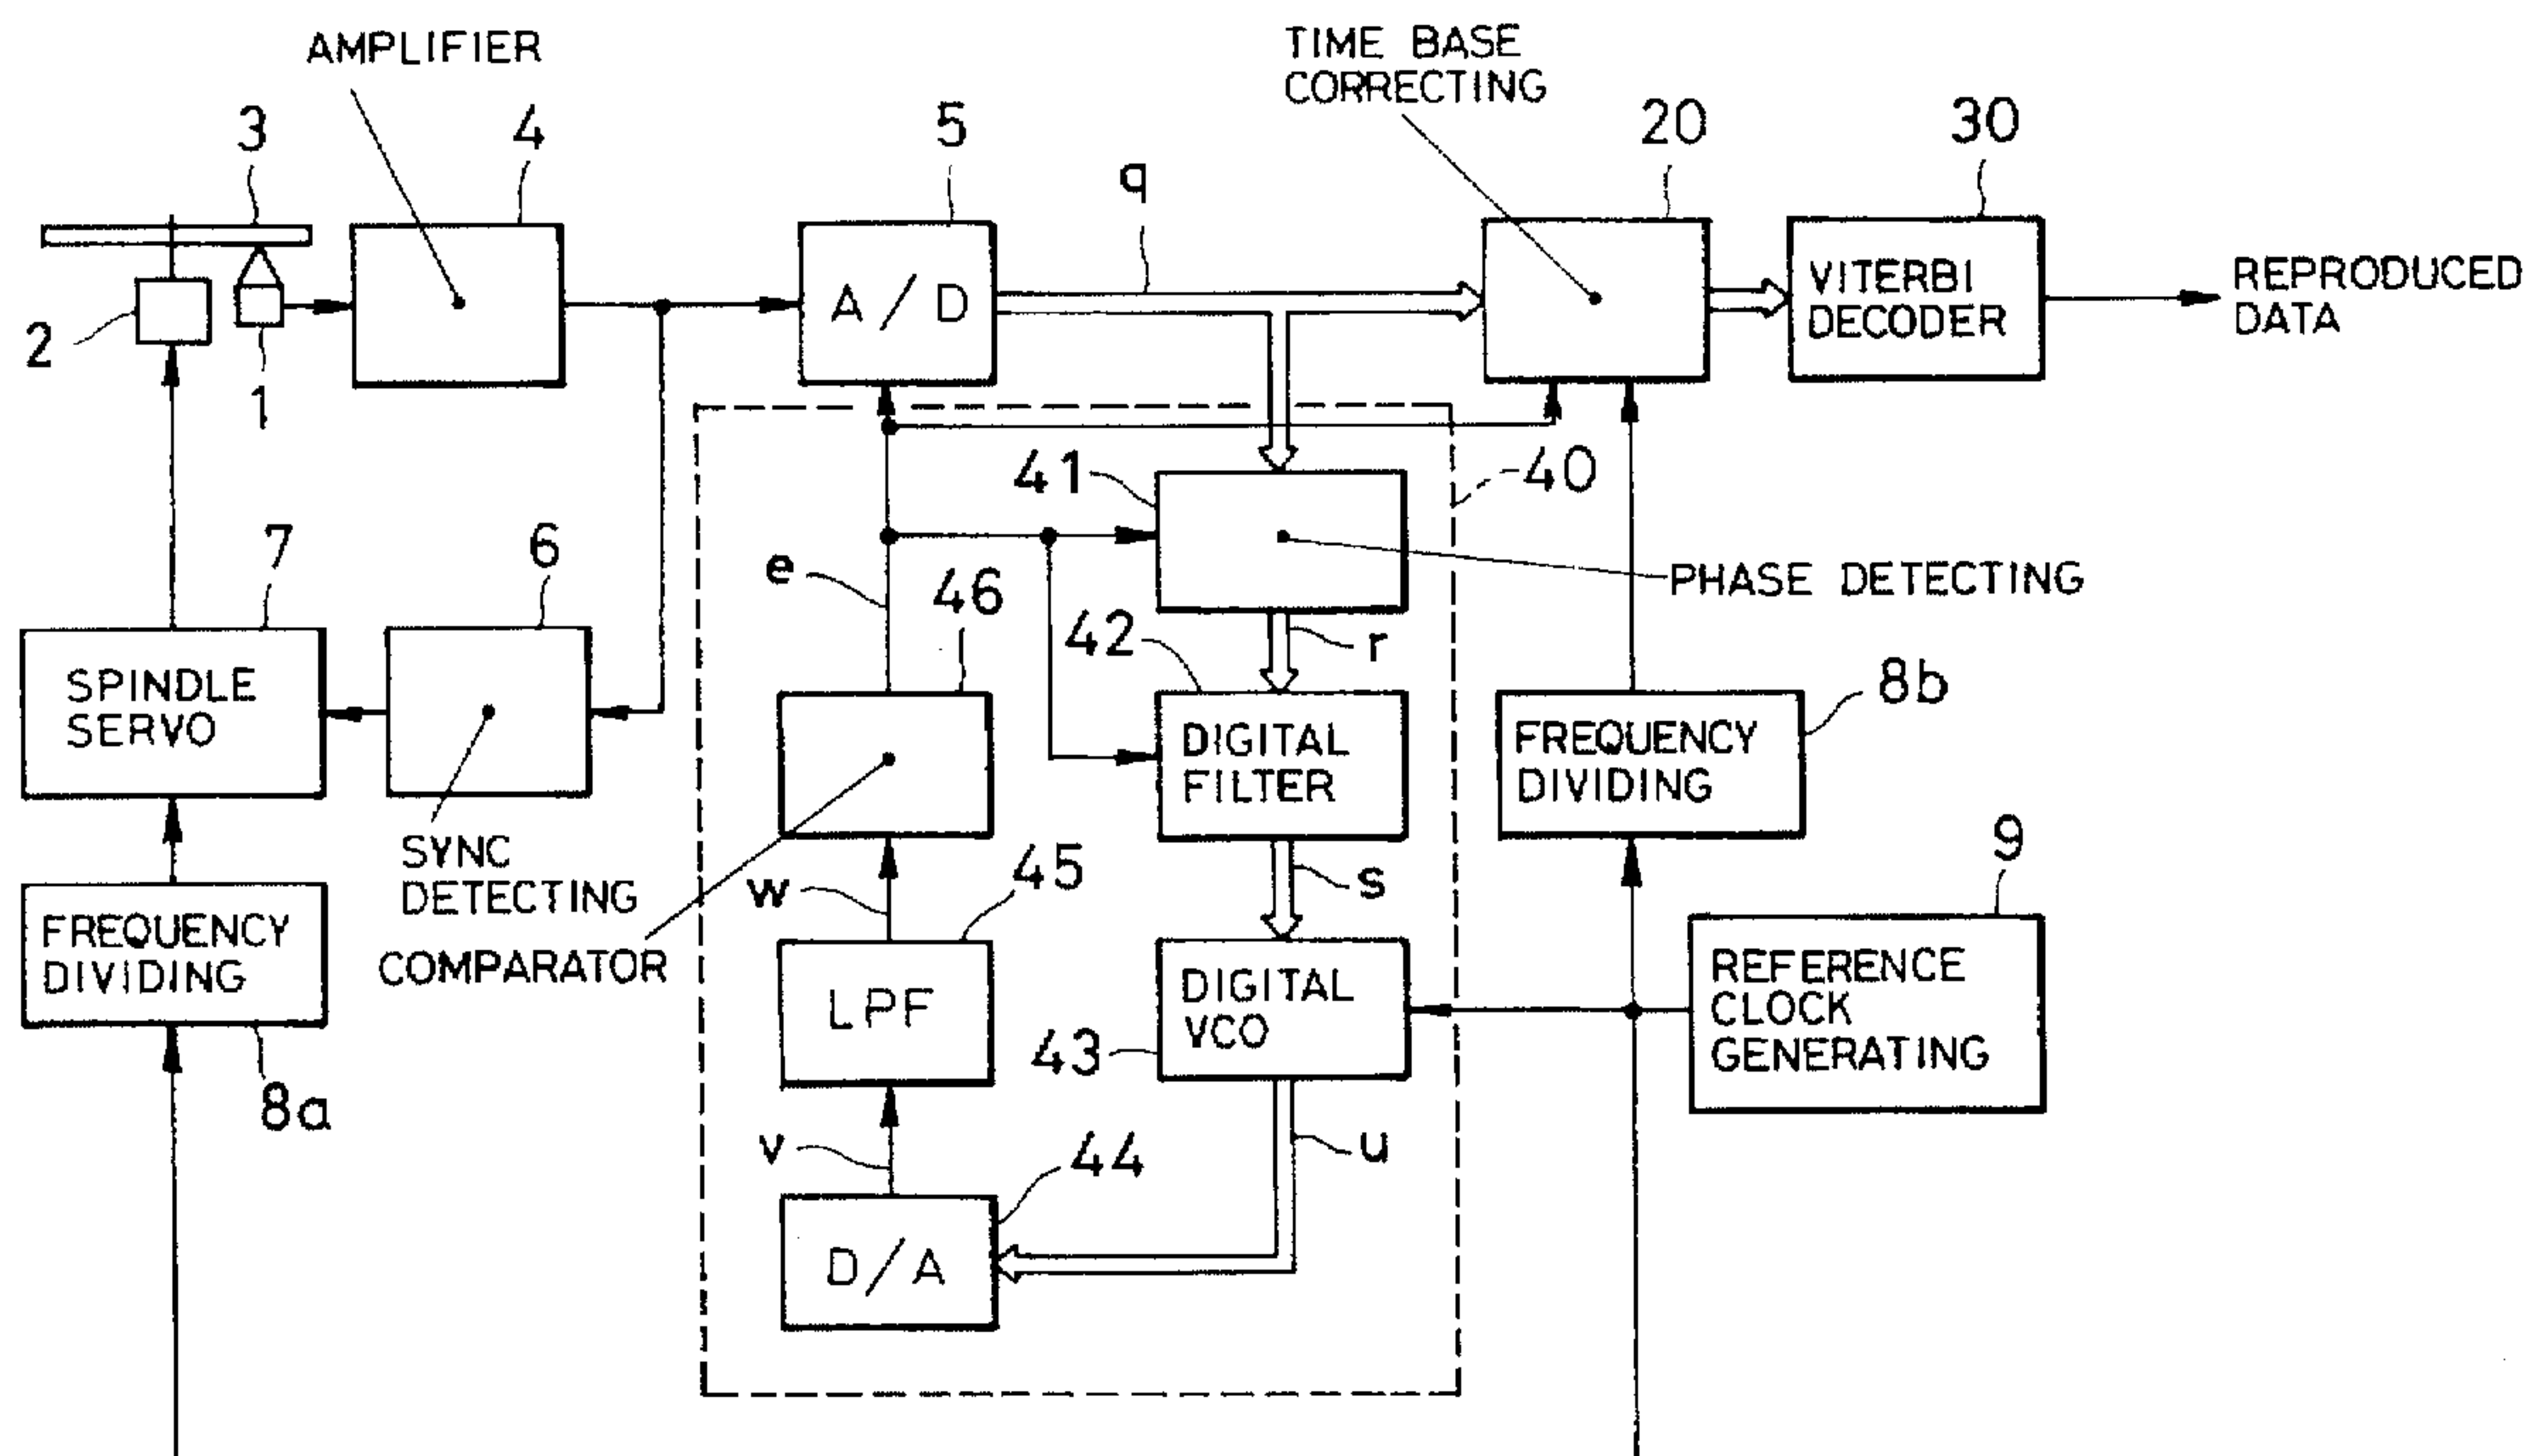 AMPLIFIER
TIME BASE
CORRECTING
3
4
5
q
20
30
A / D
VITERBI
DECODER
REPRODUCED
DATA
2
1
41
40
7
6
e
46
PHASE DETECTING
42
r
SPINDLE
SERVO
8b
DIGITAL
FILTER
FREQUENCY
DIVIDING
SYNC
DETECTING
w
45
s
9
FREQUENCY
DIVIDING
COMPARATOR
LPF
DIGITAL
VCO
43
REFERENCE
CLOCK
GENERATING
8a
v
44
u
D/A